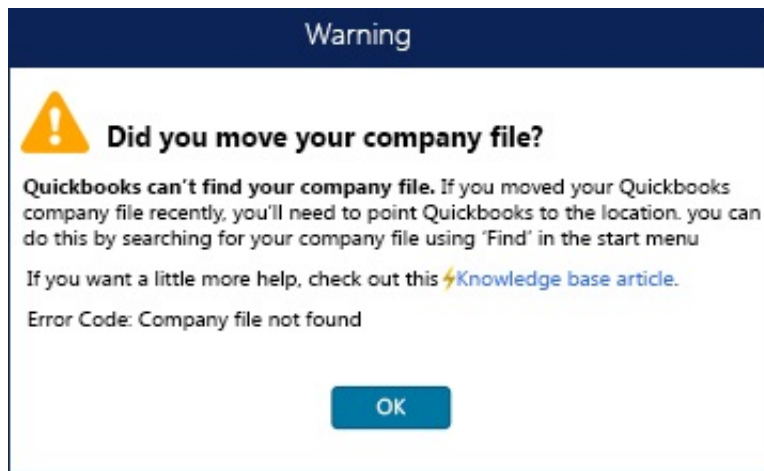 Warning
Did you move your company file?
Quickbooks can't find your company file. If you moved your Quickbooks
company file recently, you'll need to point Quickbooks to the location. you can
do this by searching for your company file using 'Find' in the start menu
If you want a little more help, check out this Knowledge base article.
Error Code: Company file not found
OK